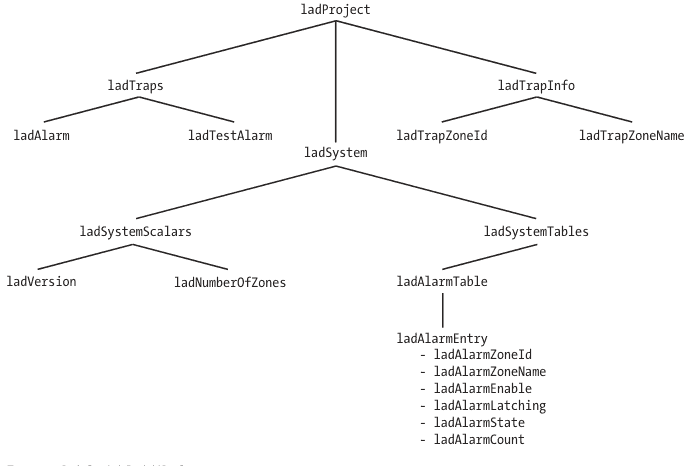 ladProject
ladTraps
ladTrapInfo
ladAlarm
ladTestAlarm
ladTrapZoneId
ladTrapZoneName
ladSystem
ladSystemScalars
ladSystemTables
ladVersion
ladNumberOfZones
ladAlarmTable
ladAlarmEntry
- ladAlarmZoneId
- ladAlarmZoneName
- ladAlarmEnable
- ladAlarmLatching
- ladAlarmState
- ladAlarmCount